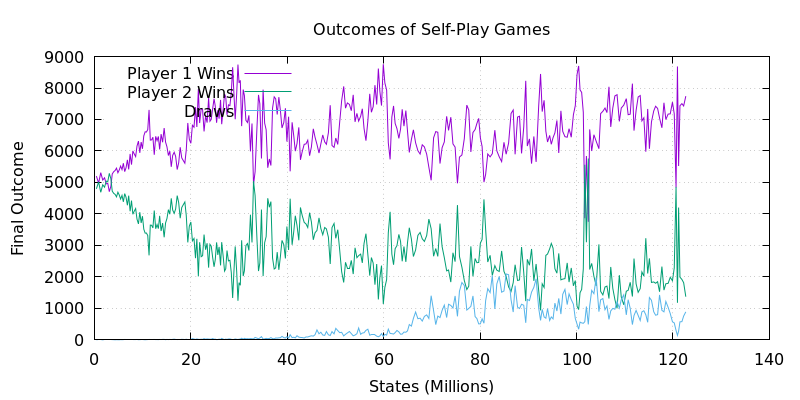 Outcomes of Self-Play Games
Final Outcome
9000
8000
7000
6000
5000
4000
3000
2000
1000
0
Player 1 Wins
Player 2 Wins
Draws
0 20 40 60 80 100 120 140
States (Millions)